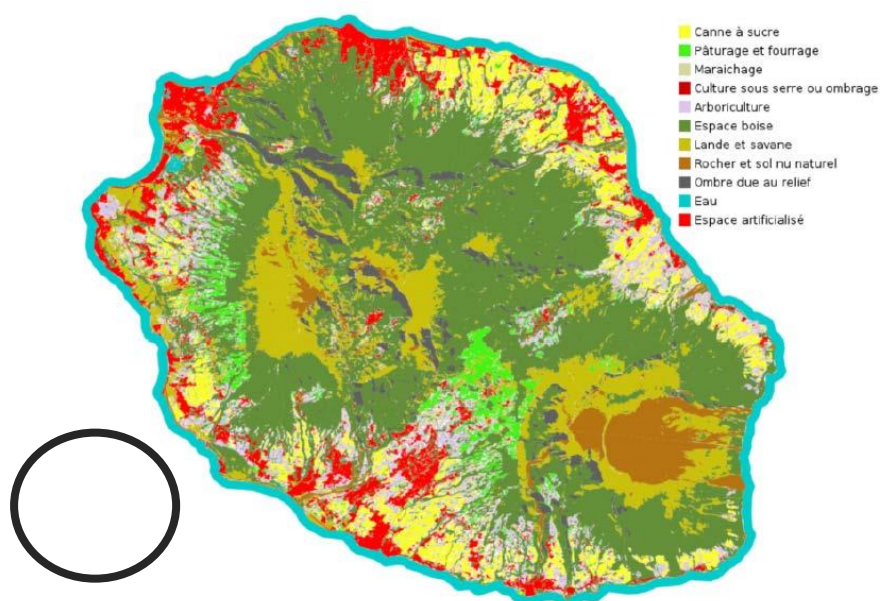 Canne à sucre
Pâturage et fourrage
Maraichage
Culture sous serre ou ombrage
Arboriculture
Espace boise
Lande et savane
Rocher et sol nu naturel
Ombre due au relief
Eau
Espace artificialisé